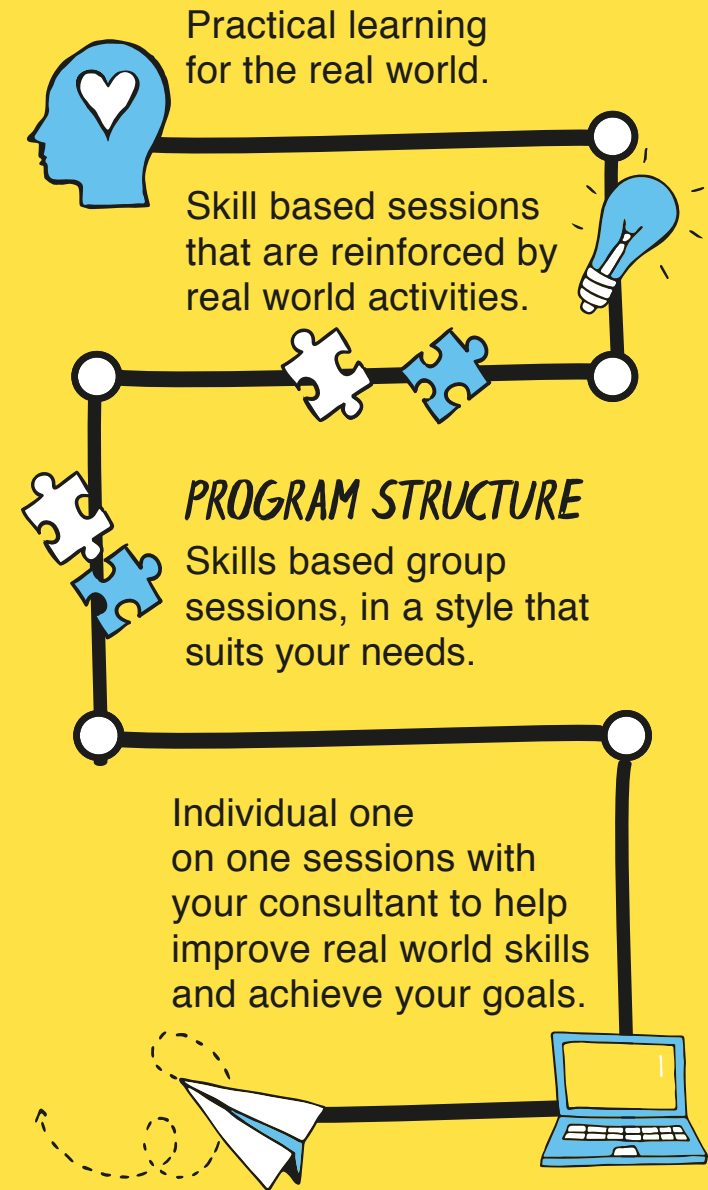 Practical learning
for the real world.
Skill based sessions
that are reinforced by
real world activities.
PROGRAM STRUCTURE
Skills based group
sessions, in a style that
suits your needs.
Individual one
on one sessions with
your consultant to help
improve real world skills
and achieve your goals.